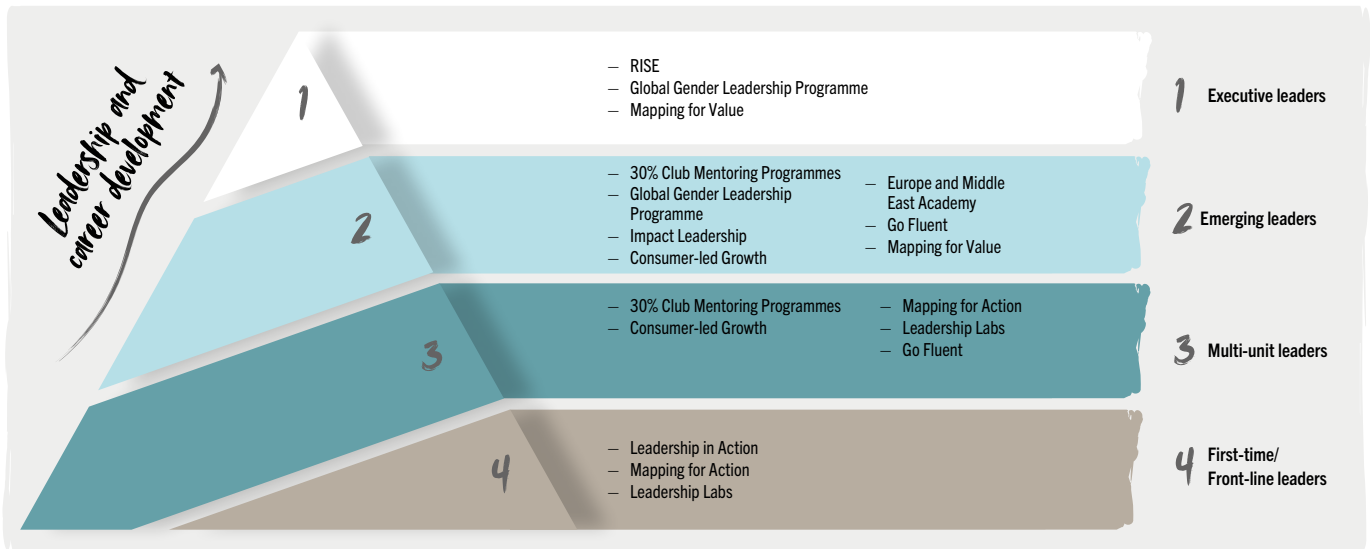 Leadership and
career development
1
— RISE
— Global Gender Leadership Programme
— Mapping for Value
1 Executive leaders
2
— 30% Club Mentoring Programmes
— Global Gender Leadership
Programme
— Impact Leadership
— Consumer-led Growth
— Europe and Middle
East Academy
— Go Fluent
— Mapping for Value
2 Emerging leaders
3
— 30% Club Mentoring Programmes
— Consumer-led Growth
— Mapping for Action
— Leadership Labs
— Go Fluent
3 Multi-unit leaders
4
— Leadership in Action
— Mapping for Action
— Leadership Labs
4 First-time/
Front-line leaders